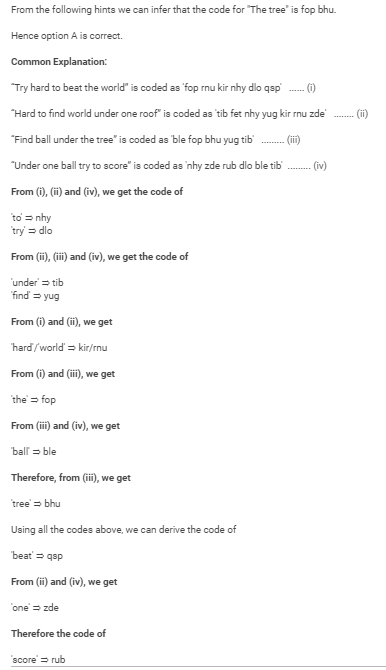 From the following hints we can infer that the code for "The tree" is fop bhu.
Hence option A is correct.
Common Explanation:
"Try hard to beat the world" is coded as 'fop rnu kir nhy dlo qsp' ...... (i)
"Hard to find world under one roof" is coded as 'tib fet nhy yug kir rnu zde' ........ (ii)
"Find ball under the tree" is coded as 'ble fop bhu yug tib' ......... (iii)
"Under one ball try to score" is coded as 'nhy zde rub dlo ble tib' ......... (iv)
From (i), (ii) and (iv), we get the code of
'to' ⇒ nhy
'try' ⇒ dlo
From (ii), (iii) and (iv), we get the code of
'under' ⇒ tib
'find' ⇒ yug
From (i) and (ii), we get
'hard'/'world' ⇒ kir/rnu
From (i) and (iii), we get
'the' ⇒ fop
From (iii) and (iv), we get
'ball' ⇒ ble
Therefore, from (iii), we get
'tree' ⇒ bhu
Using all the codes above, we can derive the code of
'beat' ⇒ qsp
From (ii) and (iv), we get
'one' ⇒ zde
Therefore the code of
'score' ⇒ rub